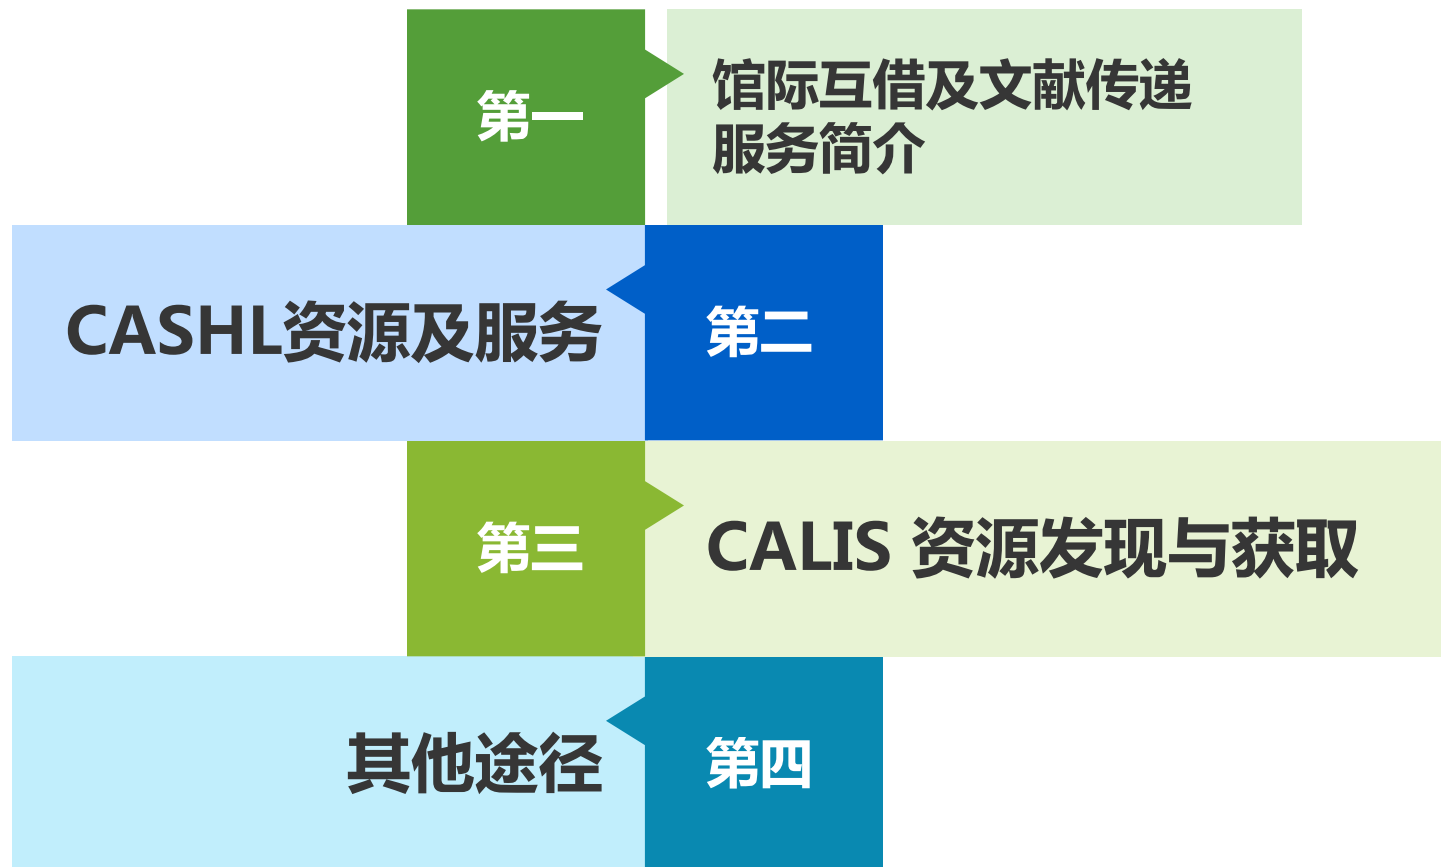 第一
馆际互借及文献传递
服务简介
CASHL资源及服务
第二
第三
CALIS 资源发现与获取
其他途径
第四